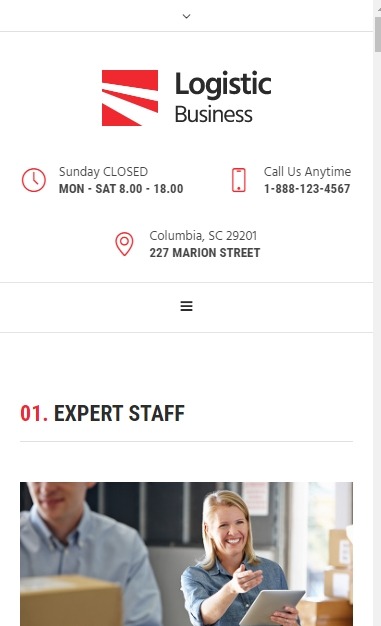 Logistic
Business
Sunday CLOSED
MON - SAT 8.00 - 18.00
Call Us Anytime
1-888-123-4567
Columbia, SC 29201
227 MARION STREET
01. EXPERT STAFF